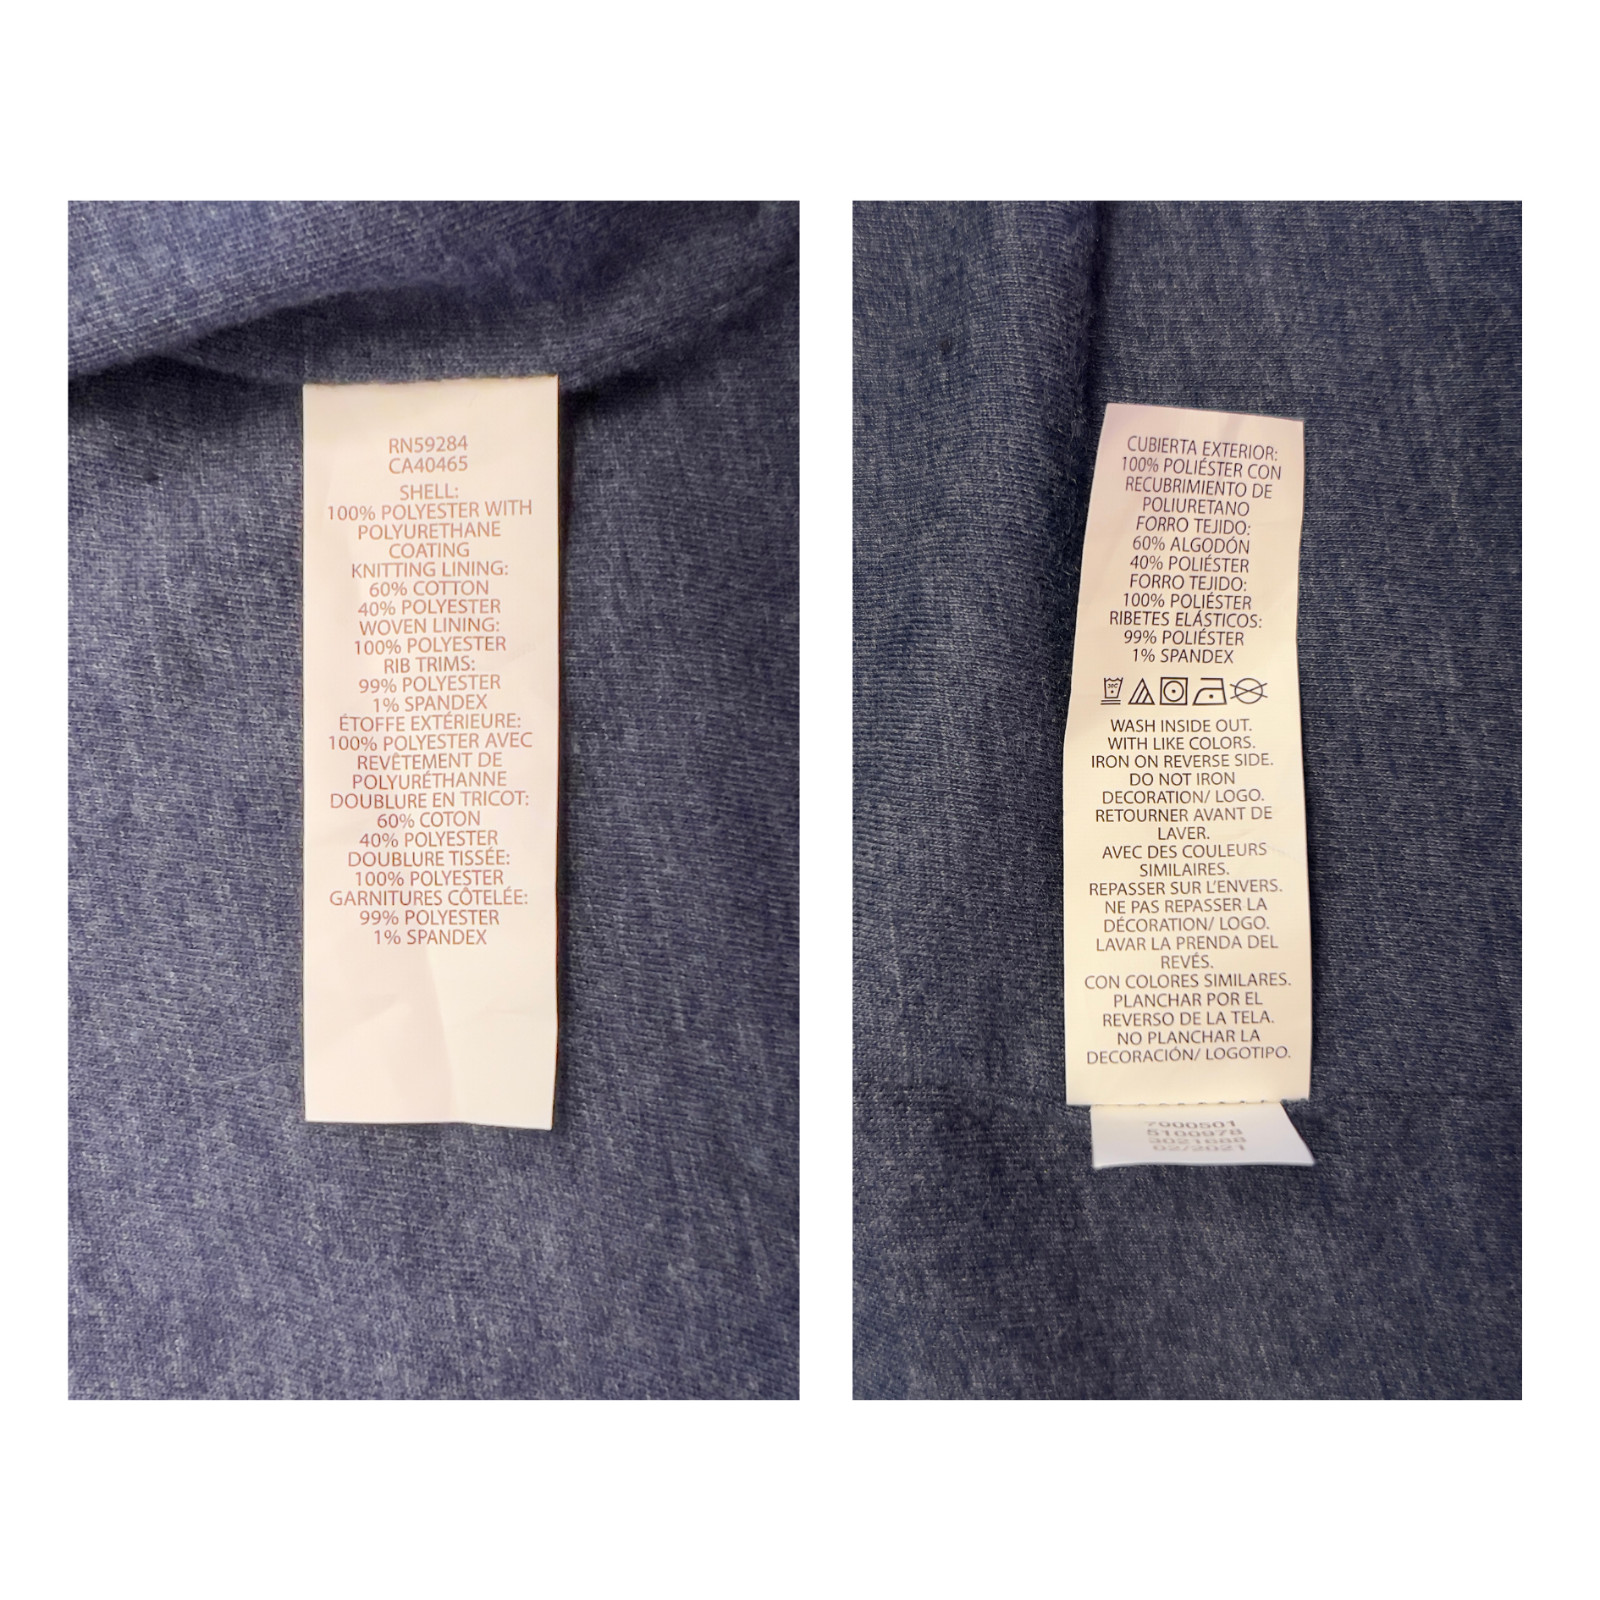 RN59284
CA40465
SHELL:
100% POLYESTER WITH
POLYURETHANE
COATING
KNITTING LINING:
60% COTTON
40% POLYESTER
WOVEN LINING:
100% POLYESTER
RIB TRIMS:
99% POLYESTER
1% SPANDEX
ÉTOFFE EXTÉRIEURE:
100% POLYESTER AVEC
REVÊTEMENT DE
POLYURÉTHANNE
DOUBLURE EN TRICOT:
60% COTON
40% POLYESTER
DOUBLURE TISSÉE:
100% POLYESTER
GARNITURES CÔTELÉE:
99% POLYESTER
1% SPANDEX
CUBIERTA EXTERIOR:
100% POLIÉSTER CON
RECUBRIMIENTO DE
POLIURETANO
FORRO TEJIDO:
60% ALGODÓN
40% POLIÉSTER
FORRO TEJIDO:
100% POLIÉSTER
RIBETES ELÁSTICOS:
99% POLIÉSTER
1% SPANDEX
WASH INSIDE OUT.
WITH LIKE COLORS.
IRON ON REVERSE SIDE.
DO NOT IRON
DECORATION/ LOGO.
RETOURNER AVANT DE
LAVER.
AVEC DES COULEURS
SIMILAIRES.
REPASSER SUR L'ENVERS.
NE PAS REPASSER LA
DÉCORATION/ LOGO.
LAVAR LA PRENDA DEL
REVÉS.
CON COLORES SIMILARES.
PLANCHAR POR EL
REVERSO DE LA TELA.
NO PLANCHAR LA
DECORACIÓN/ LOGOTIPO.
7000501
5100978
3021688
02/2021